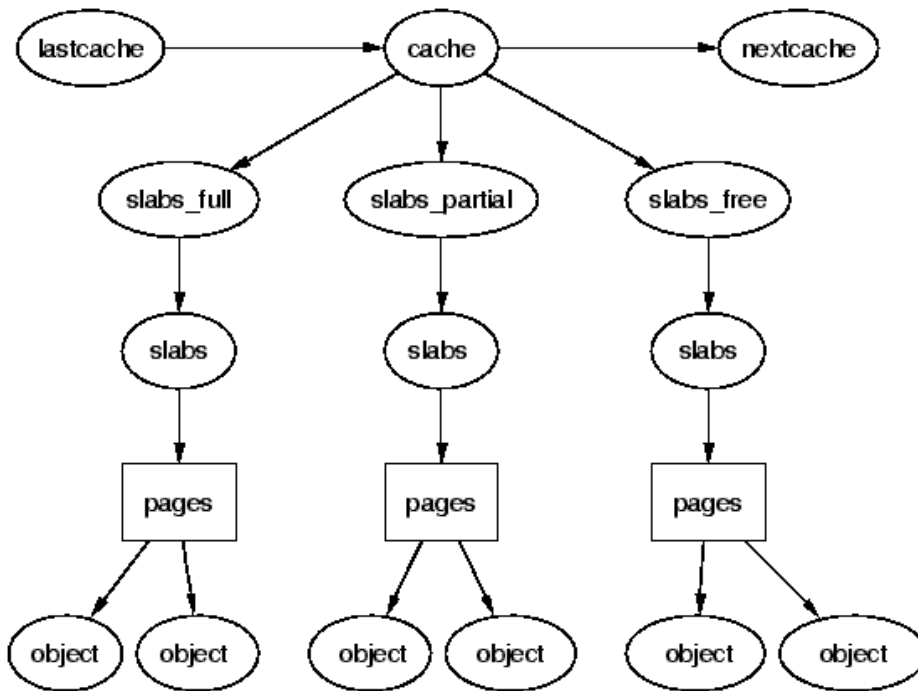 lastcache cache nextcache
slabs_full slabs_partial slabs_free
slabs slabs slabs
pages pages pages
object object object object object object